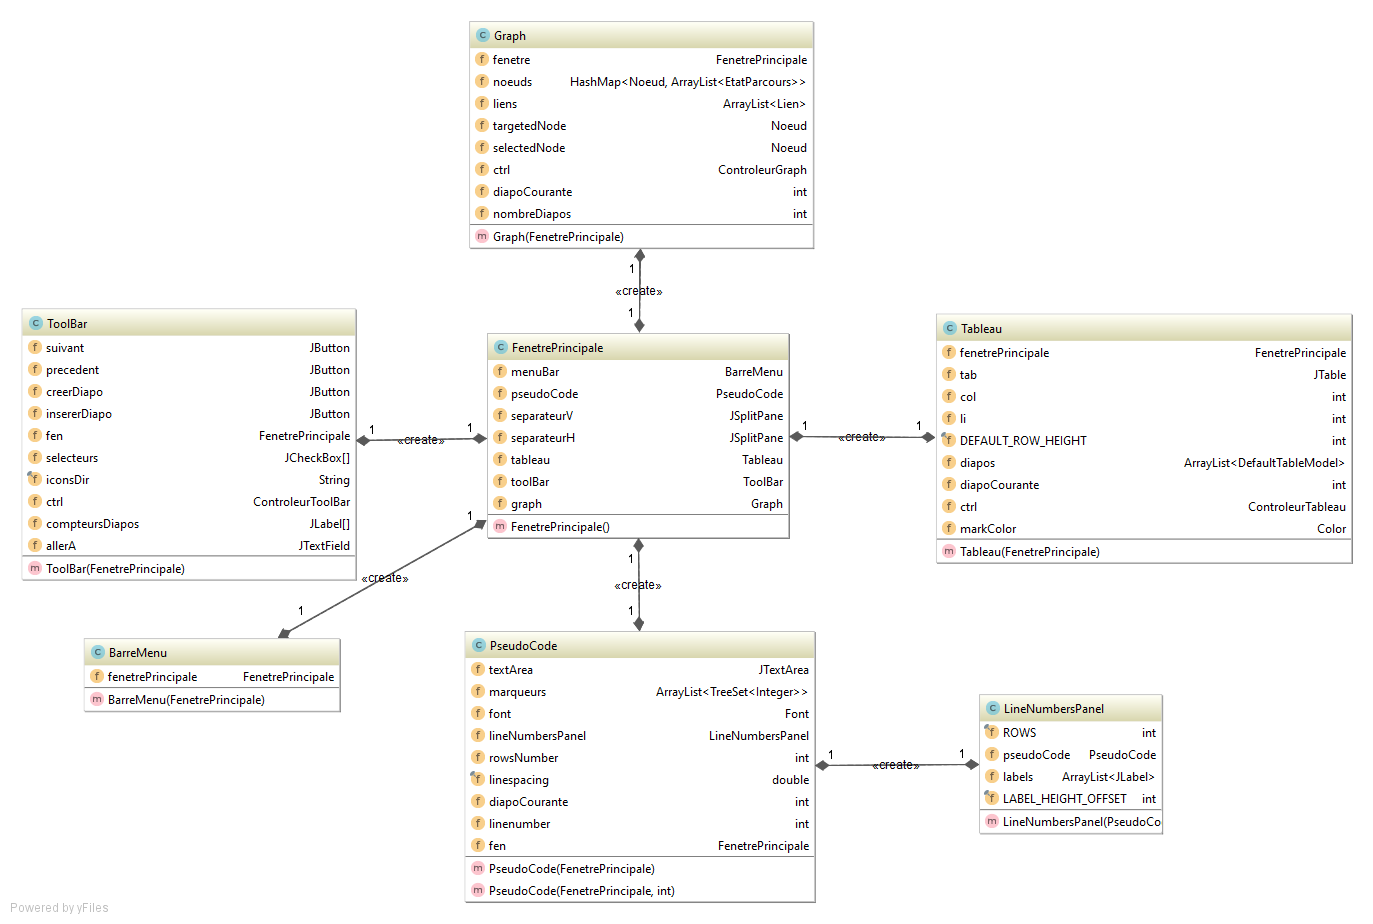 C Graph
f fenetre FenetrePrincipale
f noeuds HashMap<Noeud, ArrayList<EtatParcours>>
f liens ArrayList<Lien>
f targetedNode Noeud
f selectedNode Noeud
f ctrl ControleurGraph
f diapoCourante int
f nombreDiapos int
m Graph(FenetrePrincipale)
1
«create»
1
C ToolBar
f suivant JButton
f precedent JButton
f creerDiapo JButton
f insererDiapo JButton
f fen FenetrePrincipale
f selecteurs JCheckBox[]
f iconsDir String
f ctrl ControleurToolBar
f compteursDiapos JLabel[]
f allerA JTextField
m ToolBar(FenetrePrincipale)
1 «create» 1
C FenetrePrincipale
f menuBar BarreMenu
f pseudoCode PseudoCode
f separateurV JSplitPane
f separateurH JSplitPane
f tableau Tableau
f toolBar ToolBar
f graph Graph
m FenetrePrincipale()
1 «create» 1
C Tableau
f fenetrePrincipale FenetrePrincipale
f tab JTable
f col int
f li int
f DEFAULT_ROW_HEIGHT int
f diapos ArrayList<DefaultTableModel>
f diapoCourante int
f ctrl ControleurTableau
f markColor Color
m Tableau(FenetrePrincipale)
1
«create»
1
C BarreMenu
f fenetrePrincipale FenetrePrincipale
m BarreMenu(FenetrePrincipale)
1
«create»
1
C PseudoCode
f textArea JTextArea
f marqueurs ArrayList<TreeSet<Integer>>
f font Font
f lineNumbersPanel LineNumbersPanel
f rowsNumber int
f linespacing double
f diapoCourante int
f linenumber int
f fen FenetrePrincipale
m PseudoCode(FenetrePrincipale)
m PseudoCode(FenetrePrincipale, int)
1 «create» 1
C LineNumbersPanel
f ROWS int
f pseudoCode PseudoCode
f labels ArrayList<JLabel>
f LABEL_HEIGHT_OFFSET int
m LineNumbersPanel(PseudoCo
Powered by yFiles